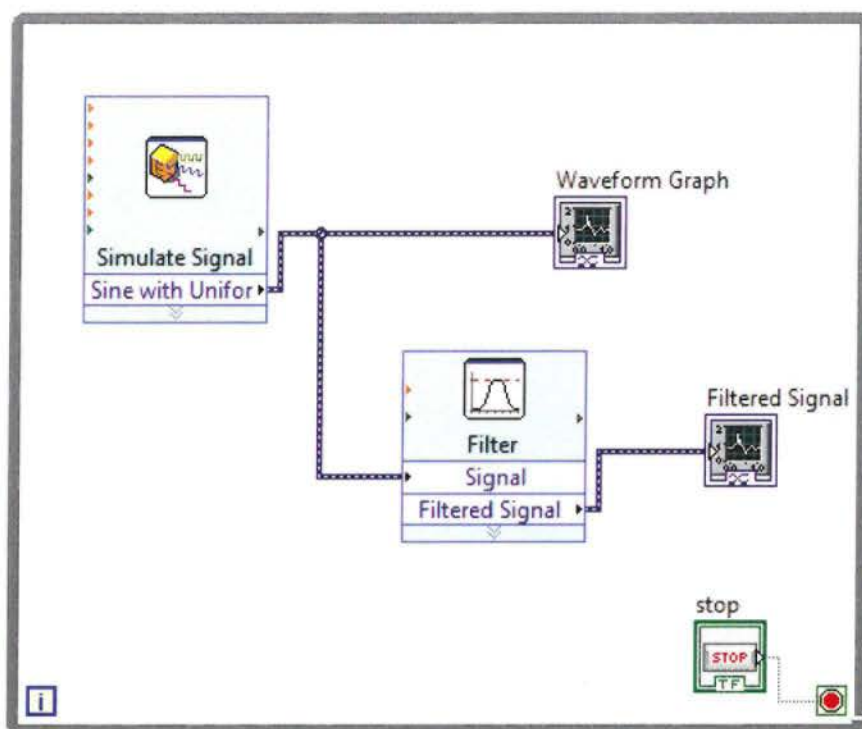 Waveform Graph
Simulate Signal
Sine with Unifor
Filtered Signal
Filter
Signal
Filtered Signal
stop
STOP
TF
i